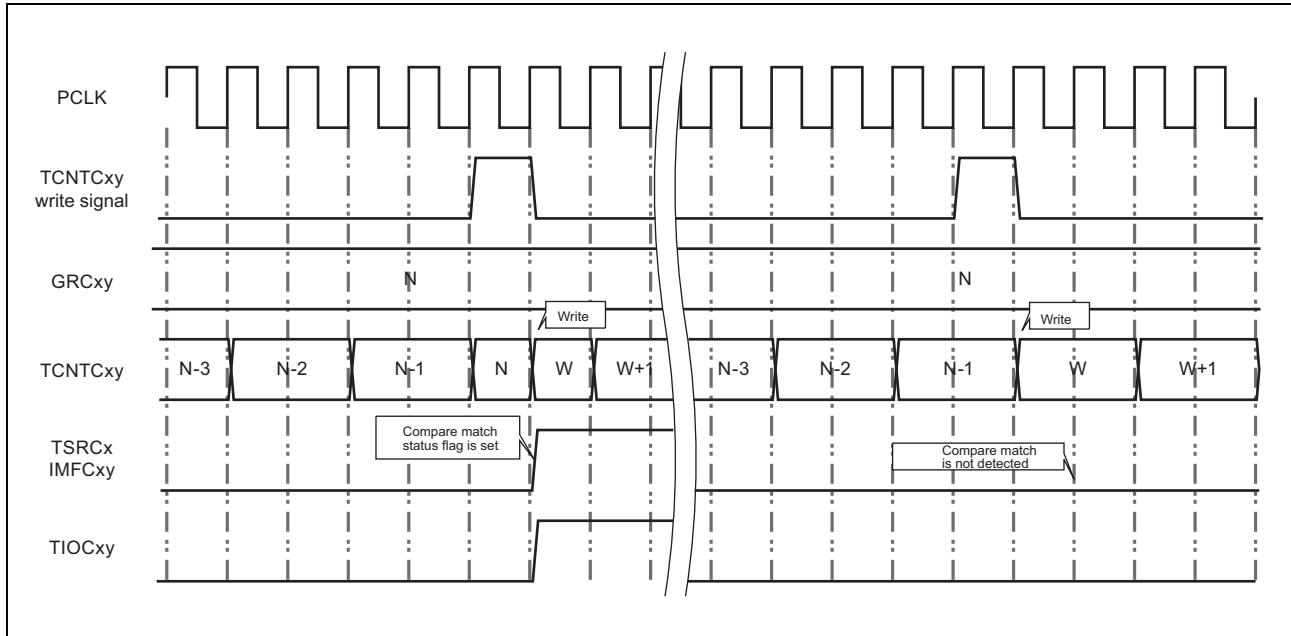 PCLK
TCNTCxy
write signal
GRCxy
N
N
Write
Write
TCNTCxy
N-3
N-2
N-1
N
W
W+1
N-3
N-2
N-1
W
W+1
Compare match
status flag is set
TSRCx
IMFCxy
Compare match
is not detected
TIOCxy